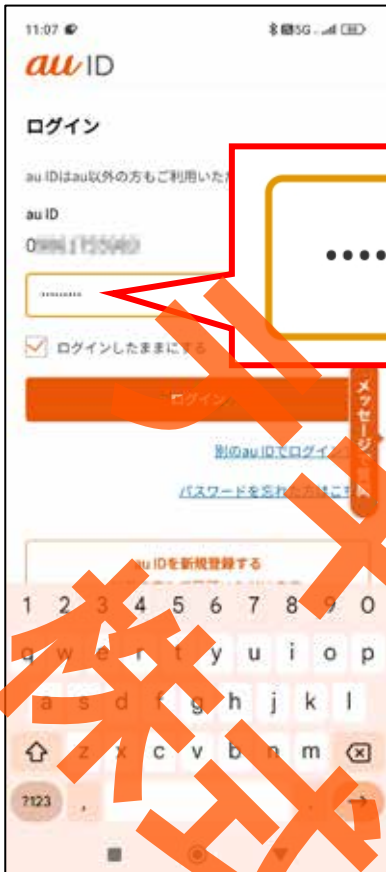 11:07
5G
au ID
ログイン
au IDはau以外の方もご利用いた
au ID
••••
ログインしたままにする
ログイン
メッセージで
別のau IDでログイン
パスワードを忘れた方はこち
au IDを新規登録する
1 2 3 4 5 6 7 8 9 0
q w e r t y u i o p
a s d f g h j k l
z x c v b n m
?123 , .
株式